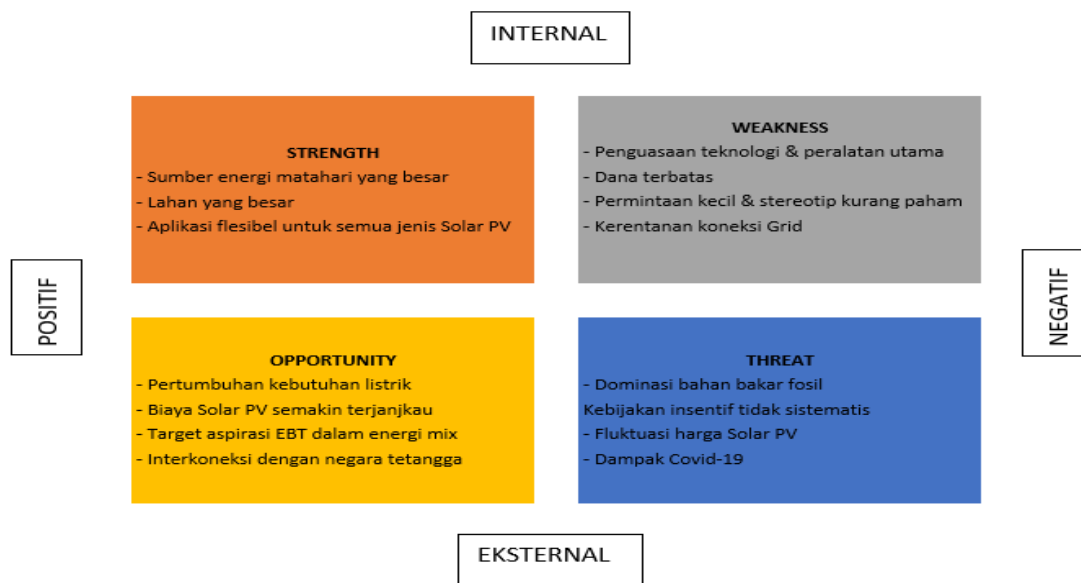 INTERNAL
STRENGTH
- Sumber energi matahari yang besar
- Lahan yang besar
- Aplikasi flesibel untuk semua jenis Solar PV
WEAKNESS
- Penguasaan teknologi & peralatan utama
- Dana terbatas
- Permintaan kecil & stereotip kurang paham
- Kerentanan koneksi Grid
POSITIF
NEGATIF
OPPORTUNITY
- Pertumbuhan kebutuhan listrik
- Biaya Solar PV semakin terjanjkau
- Target aspirasi EBT dalam energi mix
- Interkoneksi dengan negara tetangga
THREAT
- Dominasi bahan bakar fosil
Kebijakan insentif tidak sistematis
- Fluktuasi harga Solar PV
- Dampak Covid-19
EKSTERNAL